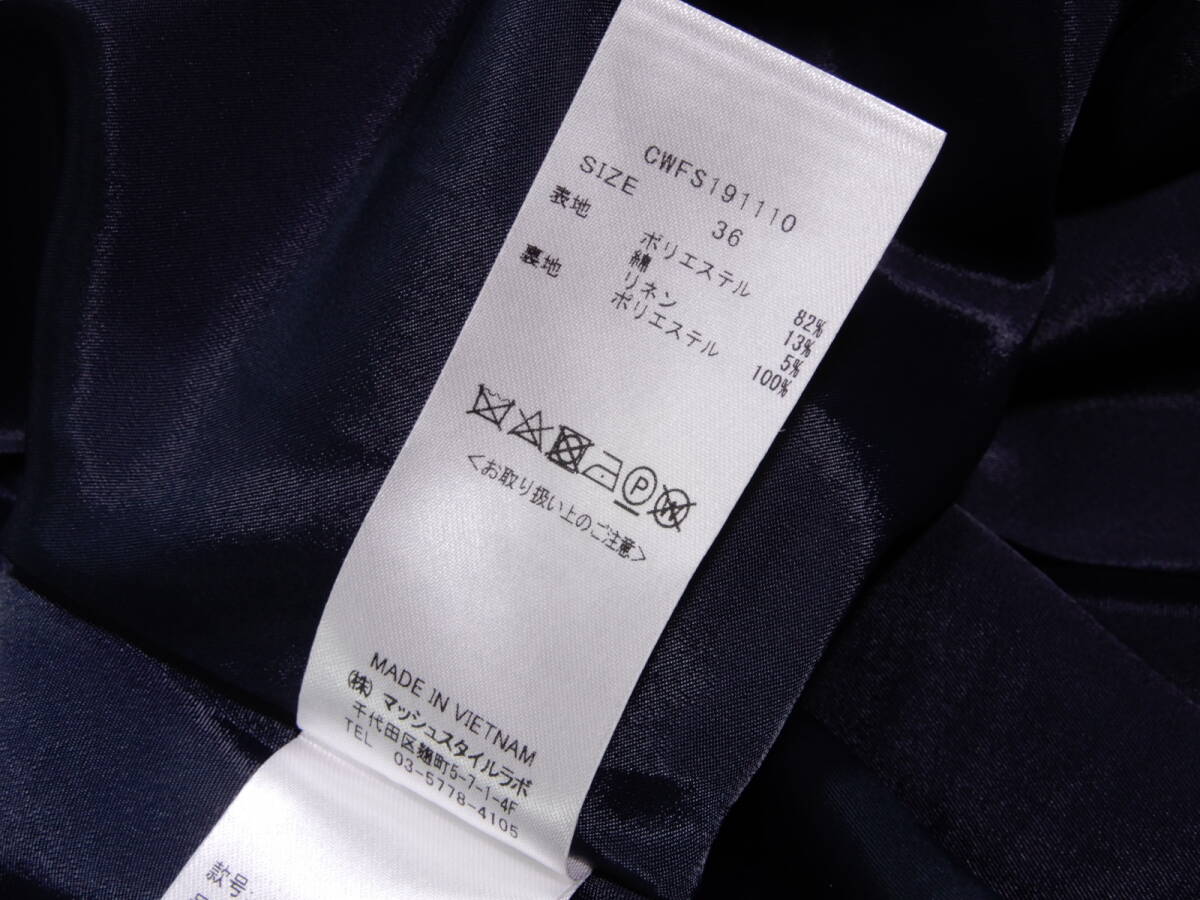 CWFS191110
SIZE 36
表地 ポリエステル 82%
綿 13%
リネン 5%
裏地 ポリエステル 100%
P
W
<お取り扱い上のご注意>
MADE IN VIETNAM
(株) マッシュスタイルラボ
千代田区麹町5-7-1-4F
TEL 03-5778-4105
款号